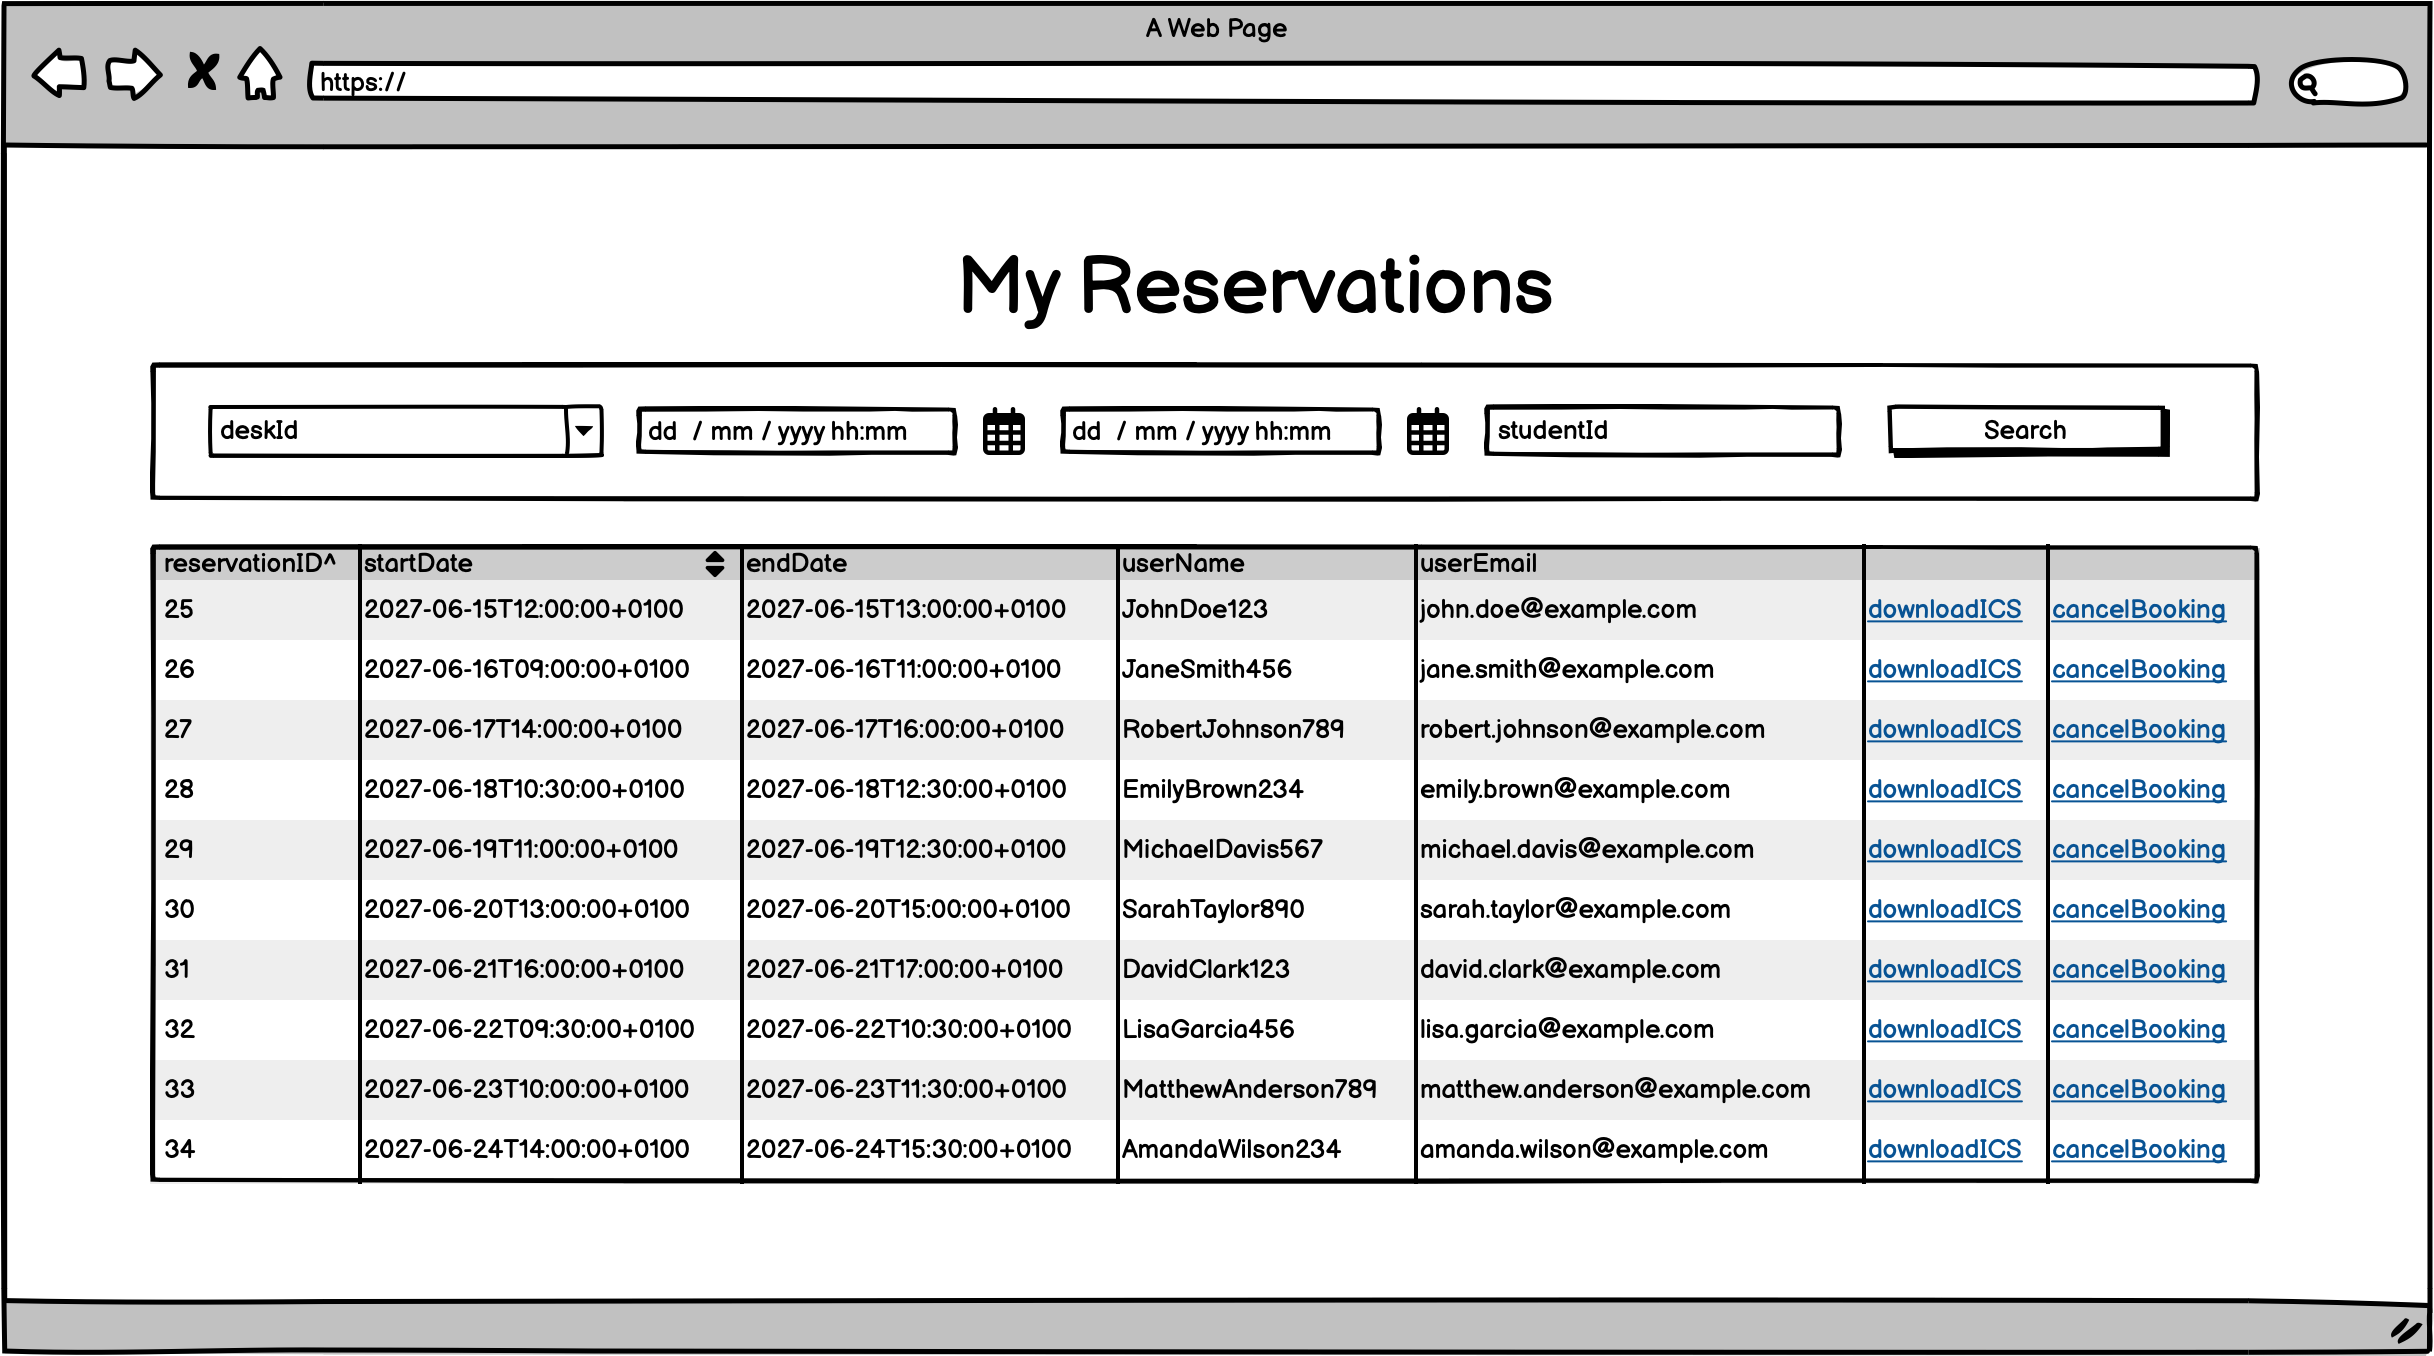 A Web Page
https://
My Reservations
deskId dd / mm / yyyy hh:mm dd / mm / yyyy hh:mm studentId Search
reservationID^ startDate endDate userName userEmail
25 2027-06-15T12:00:00+0100 2027-06-15T13:00:00+0100 JohnDoe123 john.doe@example.com downloadICS cancelBooking
26 2027-06-16T09:00:00+0100 2027-06-16T11:00:00+0100 JaneSmith456 jane.smith@example.com downloadICS cancelBooking
27 2027-06-17T14:00:00+0100 2027-06-17T16:00:00+0100 RobertJohnson789 robert.johnson@example.com downloadICS cancelBooking
28 2027-06-18T10:30:00+0100 2027-06-18T12:30:00+0100 EmilyBrown234 emily.brown@example.com downloadICS cancelBooking
29 2027-06-19T11:00:00+0100 2027-06-19T12:30:00+0100 MichaelDavis567 michael.davis@example.com downloadICS cancelBooking
30 2027-06-20T13:00:00+0100 2027-06-20T15:00:00+0100 SarahTaylor890 sarah.taylor@example.com downloadICS cancelBooking
31 2027-06-21T16:00:00+0100 2027-06-21T17:00:00+0100 DavidClark123 david.clark@example.com downloadICS cancelBooking
32 2027-06-22T09:30:00+0100 2027-06-22T10:30:00+0100 LisaGarcia456 lisa.garcia@example.com downloadICS cancelBooking
33 2027-06-23T10:00:00+0100 2027-06-23T11:30:00+0100 MatthewAnderson789 matthew.anderson@example.com downloadICS cancelBooking
34 2027-06-24T14:00:00+0100 2027-06-24T15:30:00+0100 AmandaWilson234 amanda.wilson@example.com downloadICS cancelBooking